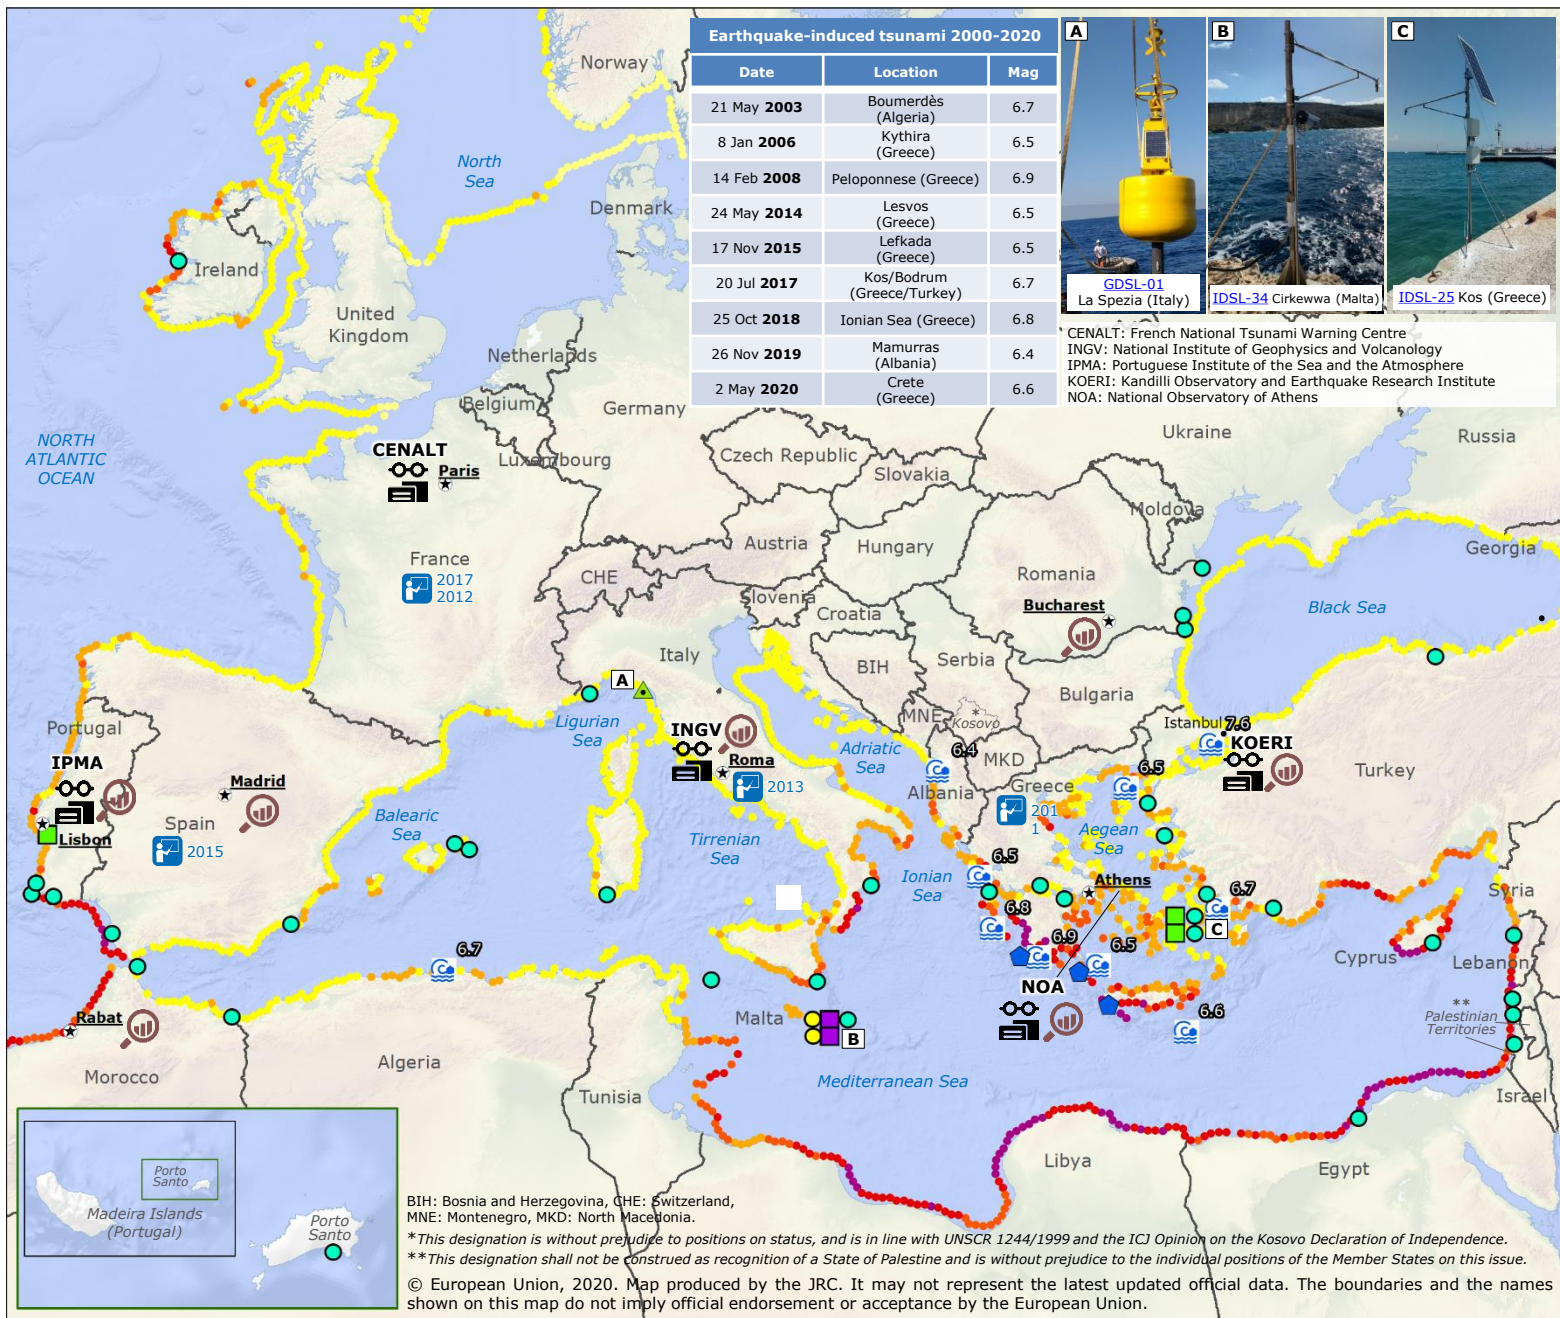 Earthquake-induced tsunami 2000-2020
Date Location Mag
21 May 2003 Boumerdès (Algeria) 6.7
8 Jan 2006 Kythira (Greece) 6.5
14 Feb 2008 Peloponnese (Greece) 6.9
24 May 2014 Lesvos (Greece) 6.5
17 Nov 2015 Lefkada (Greece) 6.5
20 Jul 2017 Kos/Bodrum (Greece/Turkey) 6.7
25 Oct 2018 Ionian Sea (Greece) 6.8
26 Nov 2019 Mamurras (Albania) 6.4
2 May 2020 Crete (Greece) 6.6
A
GDSL-01
La Spezia (Italy)
B
IDSL-34 Cirkewwa (Malta)
C
IDSL-25 Kos (Greece)
CENALT: French National Tsunami Warning Centre
INGV: National Institute of Geophysics and Volcanology
IPMA: Portuguese Institute of the Sea and the Atmosphere
KOERI: Kandilli Observatory and Earthquake Research Institute
NOA: National Observatory of Athens
Norway
North
Sea
Denmark
Ireland
United
Kingdom
Netherlands
Belgium
Germany
NORTH
ATLANTIC
OCEAN
CENALT
Paris
Luxembourg
Czech Republic
Slovakia
Ukraine
Russia
Moldova
France
2017
2012
CHE
Austria
Hungary
Romania
Georgia
Slovenia
Croatia
Bucharest
Black Sea
Italy
A
BIH
Serbia
Bulgaria
MNE
*
Kosovo
Istanbul
7.6
KOERI
Portugal
IPMA
Ligurian
Sea
INGV
Roma
2013
Adriatic
Sea
6.4
MKD
Albania
Greece
201
1
6.5
Turkey
Madrid
Spain
2015
Lisbon
Balearic
Sea
Tirrenian
Sea
Aegean
Sea
Ionian
Sea
6.5
Athens
6.7
Syria
6.8
6.9
6.5
C
6.7
Cyprus
Lebanon
NOA
6.6
**
Palestinian
Territories
Rabat
Malta
B
Morocco
Algeria
Tunisia
Mediterranean Sea
Israel
Libya
Egypt
Porto
Santo
Madeira Islands
(Portugal)
Porto
Santo
BIH: Bosnia and Herzegovina, CHE: Switzerland,
MNE: Montenegro, MKD: North Macedonia.
*This designation is without prejudice to positions on status, and is in line with UNSCR 1244/1999 and the ICJ Opinion on the Kosovo Declaration of Independence.
**This designation shall not be construed as recognition of a State of Palestine and is without prejudice to the individual positions of the Member States on this issue.
© European Union, 2020. Map produced by the JRC. It may not represent the latest updated official data. The boundaries and the names
shown on this map do not imply official endorsement or acceptance by the European Union.